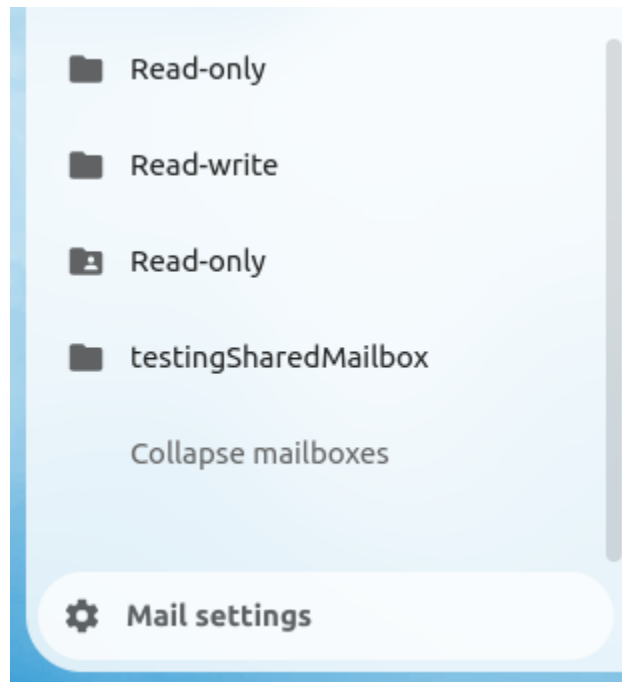 Read-only
Read-write
Read-only
testingSharedMailbox
Collapse mailboxes
Mail settings